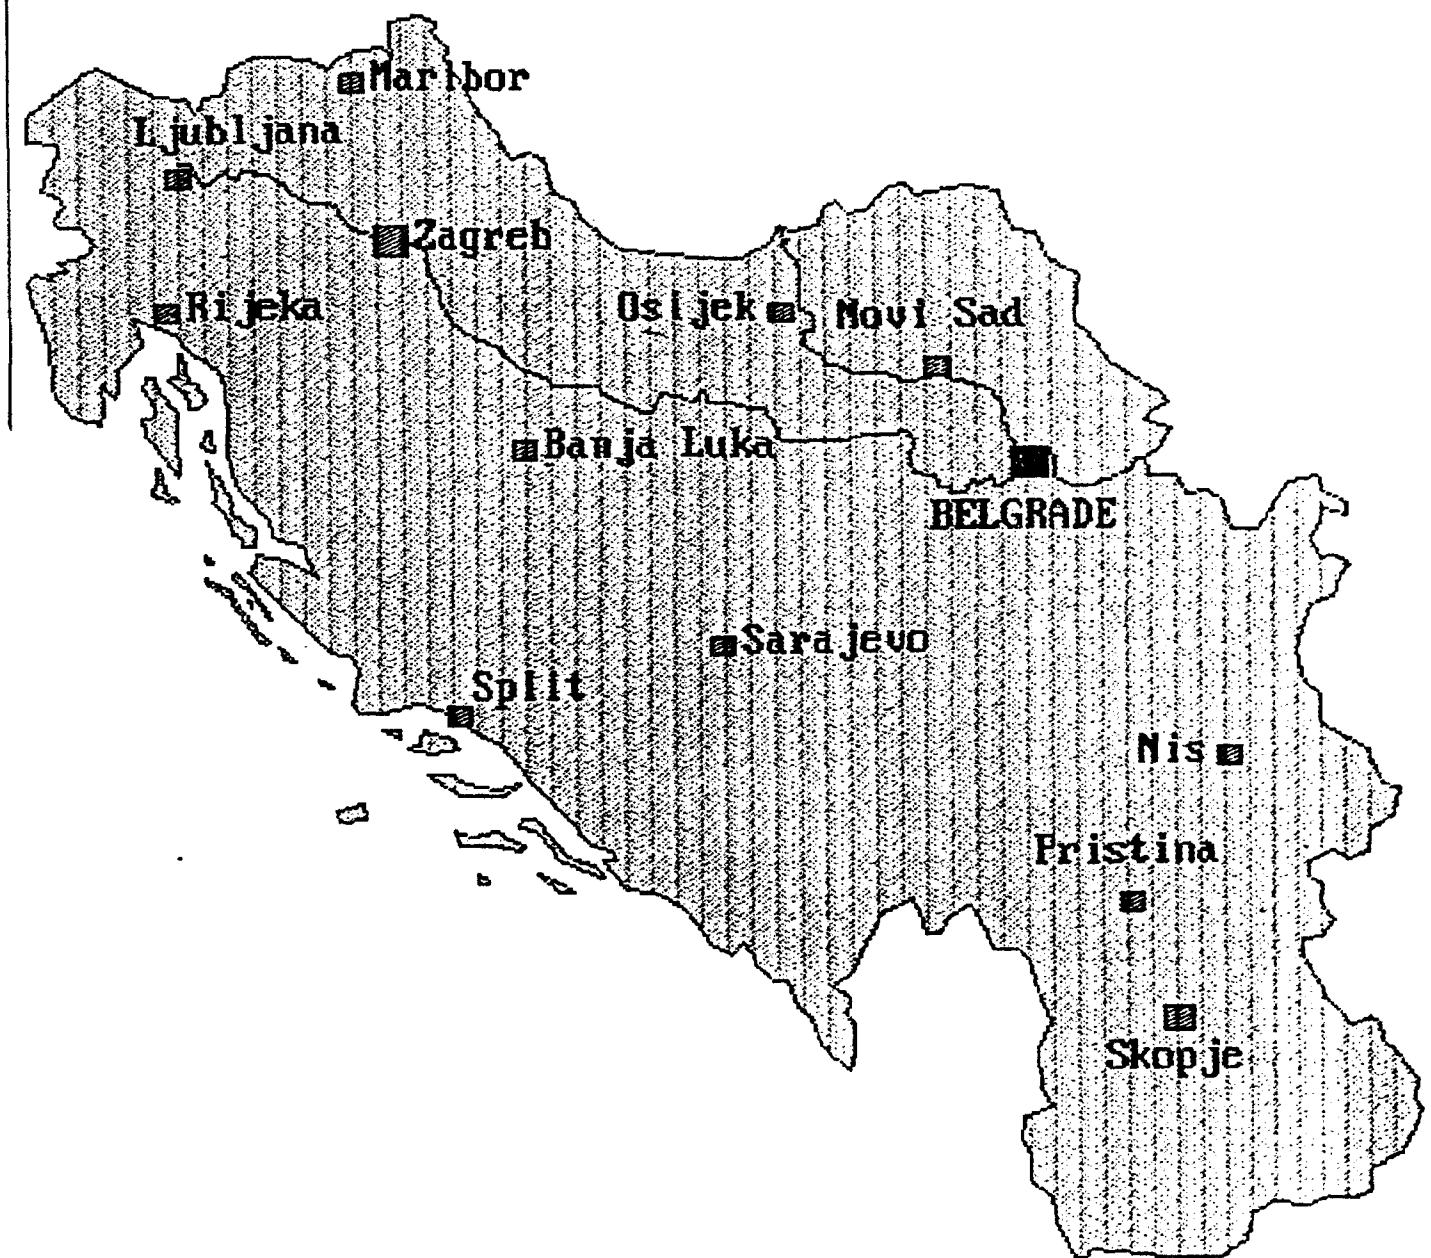 Maribor
Ljubljana
Zagreb
Rijeka
Osijek
Novi Sad
Banja Luka
BELGRADE
Sarajevo
Split
Nis
Pristina
Skopje